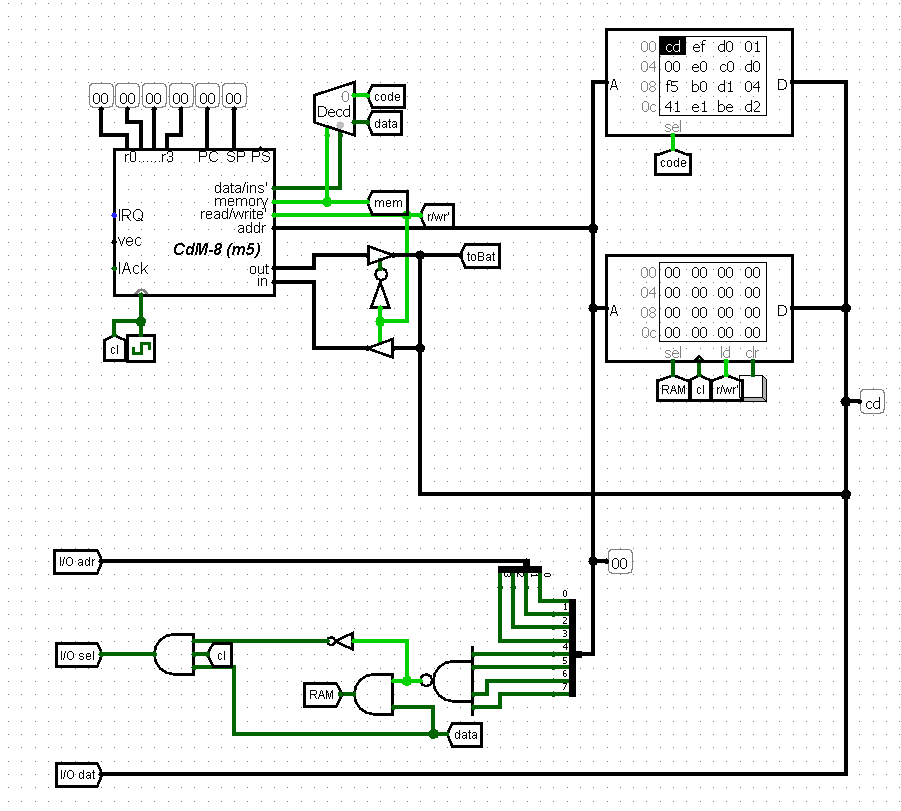 00 cd ef d0 01
04 00 e0 c0 d0
08 f5 b0 d1 04
0c 41 e1 be d2
A
D
sel
code
00 00 00 00 00 00
r0......r3 PC SP PS
0
Decd
code
data
data/ins'
memory
read/write'
addr
IRQ
vec
IAck
CdM-8 (m5)
out
in
mem
r/wr'
toBat
cl
00 00 00 00 00
04 00 00 00 00
08 00 00 00 00
0c 00 00 00 00
A
D
sel ld clr
RAM cl r/wr'
cd
00
I/O adr
3 2 1 0
0
1
2
3
4
5
6
7
I/O sel
cl
RAM
data
I/O dat